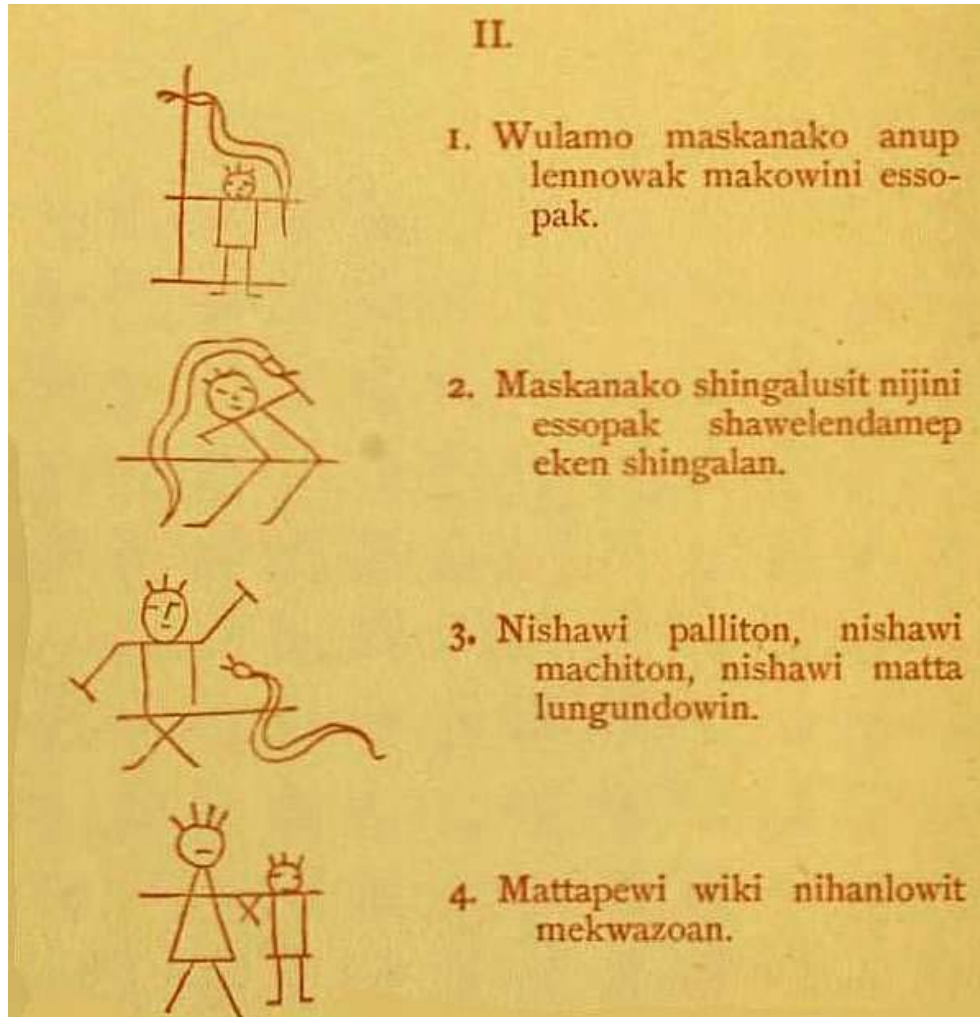 II.
1. Wulamo maskanako anup
lennowak makowini esso-
pak.
2. Maskanako shingalusit nijini
essopak shawelendamep
eken shingalan.
3. Nishawi palliton, nishawi
machiton, nishawi matta
lungundowin.
4. Mattapewi wiki nihanlowit
mekwazoan.